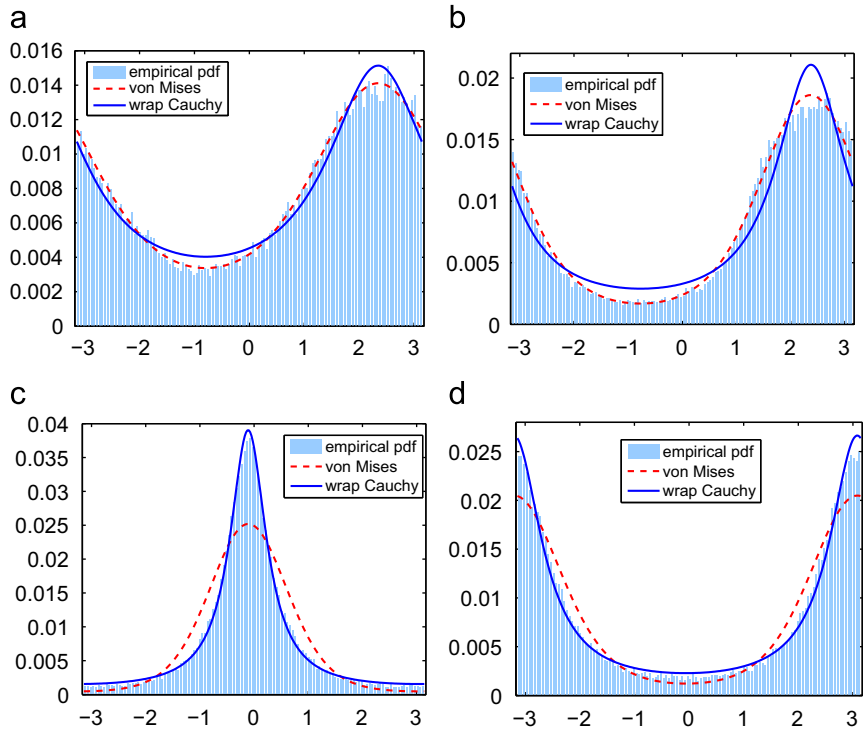 a
0.016
0.014
0.012
0.01
0.008
0.006
0.004
0.002
0
empirical pdf
von Mises
wrap Cauchy
−3 −2 −1 0 1 2 3
b
0.02
0.015
0.01
0.005
0
empirical pdf
von Mises
wrap Cauchy
−3 −2 −1 0 1 2 3
c
0.04
0.035
0.03
0.025
0.02
0.015
0.01
0.005
0
empirical pdf
von Mises
wrap Cauchy
−3 −2 −1 0 1 2 3
d
0.025
0.02
0.015
0.01
0.005
0
empirical pdf
von Mises
wrap Cauchy
−3 −2 −1 0 1 2 3